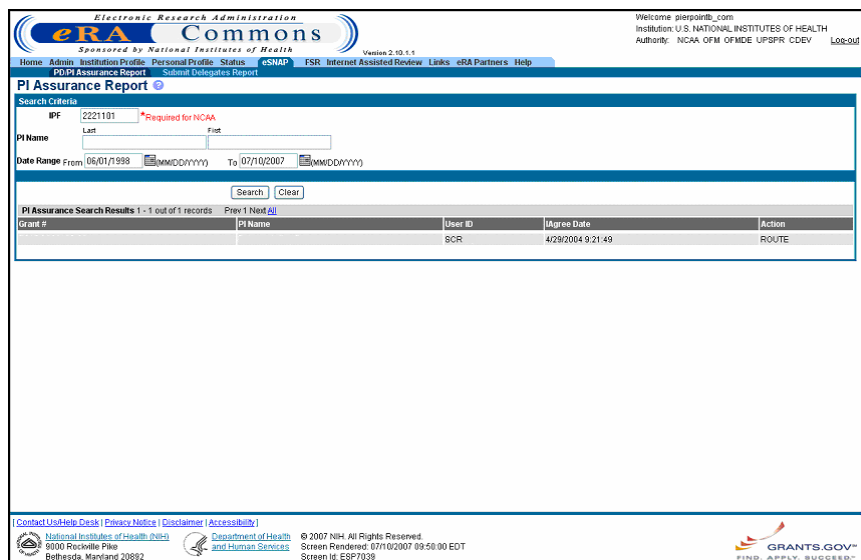 Electronic Research Administration
eRA Commons
Sponsored by National Institutes of Health
Version 2.10.1.1
Welcome pierpointb_com
Institution: U.S. NATIONAL INSTITUTES OF HEALTH
Authority: NCAA OFM OFMDE UPSPR CDEV Log-out
Home Admin Institution Profile Personal Profile Status eSNAP FSR Internet Assisted Review Links eRA Partners Help
PD/PI Assurance Report Submit Delegates Report
PI Assurance Report ?
Search Criteria
IPF 2221101 *Required for NCAA
Last First
PI Name
Date Range From 06/01/1998 (MM/DD/YYYY) To 07/10/2007 (MM/DD/YYYY)
Search Clear
PI Assurance Search Results 1 - 1 out of 1 records Prev 1 Next All
Grant # PI Name User ID IAgree Date Action
SCR 4/29/2004 9:21:49 ROUTE
[ Contact Us/Help Desk | Privacy Notice | Disclaimer | Accessibility ]
National Institutes of Health (NIH)
9000 Rockville Pike
Bethesda, Maryland 20892
Department of Health
and Human Services
© 2007 NIH. All Rights Reserved.
Screen Rendered: 07/10/2007 09:50:00 EDT
Screen Id: ESP7039
GRANTS.GOV℠
FIND. APPLY. SUCCEED.℠